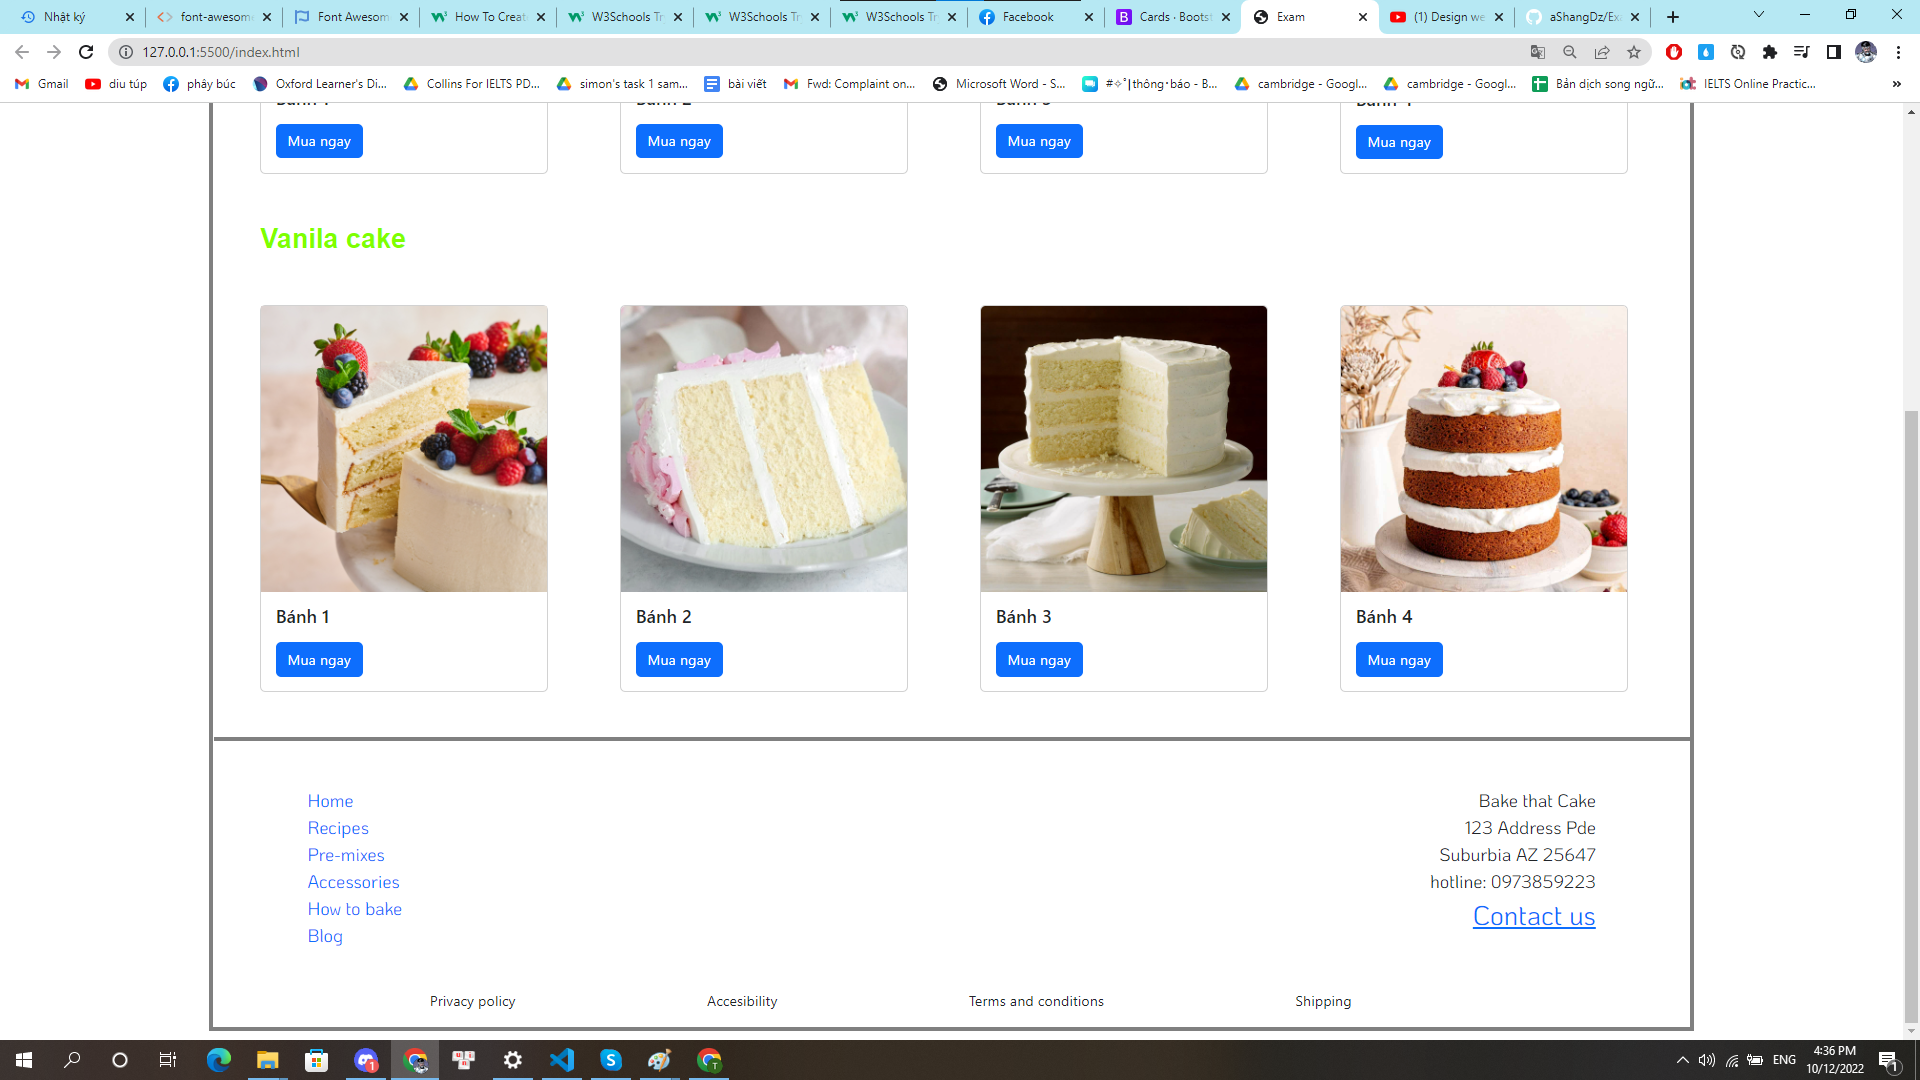 Nhật ký
font-awesom
Font Awesom
How To Creat
W3Schools Tr
W3Schools Tr
W3Schools Tr
Facebook
Cards · Boots
Exam
(1) Design we
aShangDz/Ex
127.0.0.1:5500/index.html
Gmail
diu túp
phây búc
Oxford Learner's Di...
Collins For IELTS PD...
simon's task 1 sam...
bài viết
Fwd: Complaint on...
Microsoft Word - S...
#✧˚|thông･báo - B...
cambridge - Googl...
cambridge - Googl...
Bản dịch song ngữ...
IELTS Online Practic...
»
Mua ngay
Mua ngay
Mua ngay
Mua ngay
Vanila cake
Bánh 1
Bánh 2
Bánh 3
Bánh 4
Mua ngay
Mua ngay
Mua ngay
Mua ngay
Home
Recipes
Pre-mixes
Accessories
How to bake
Blog
Bake that Cake
123 Address Pde
Suburbia AZ 25647
hotline: 0973859223
Contact us
Privacy policy
Accesibility
Terms and conditions
Shipping
ENG
4:36 PM
10/12/2022